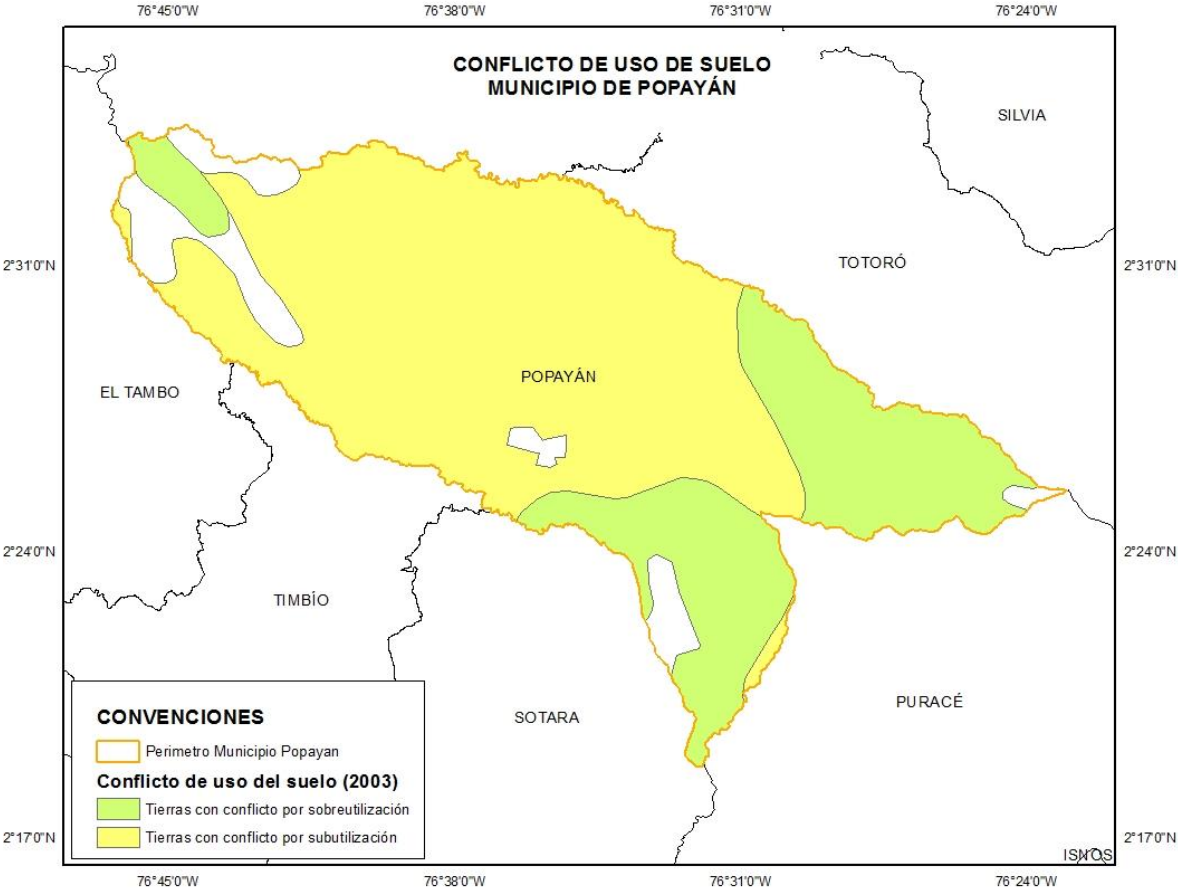 76°45'0"W 76°38'0"W 76°31'0"W 76°24'0"W
CONFLICTO DE USO DE SUELO
MUNICIPIO DE POPAYÁN
SILVIA
2°31'0"N TOTORÓ 2°31'0"N
POPAYÁN
EL TAMBO
2°24'0"N 2°24'0"N
TIMBÍO
PURACÉ
SOTARA
CONVENCIONES
Perimetro Municipio Popayan
Conflicto de uso del suelo (2003)
Tierras con conflicto por sobreutilización
Tierras con conflicto por subutilización
2°17'0"N 2°17'0"N
ISNOS
76°45'0"W 76°38'0"W 76°31'0"W 76°24'0"W